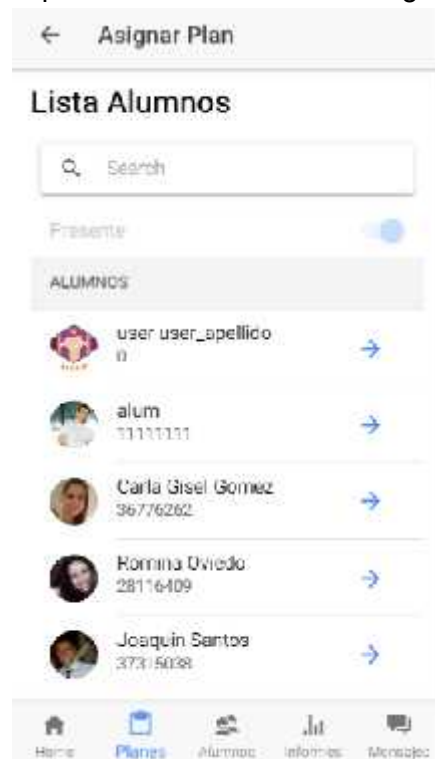 Asignar Plan
Lista Alumnos
Search
Presente
ALUMNOS
user user_apellido
0
alum
11111111
Carla Gisel Gomez
36776262
Romina Oviedo
28116409
Joaquin Santos
37315038
Home Planes Alumnos Informes Mensajes